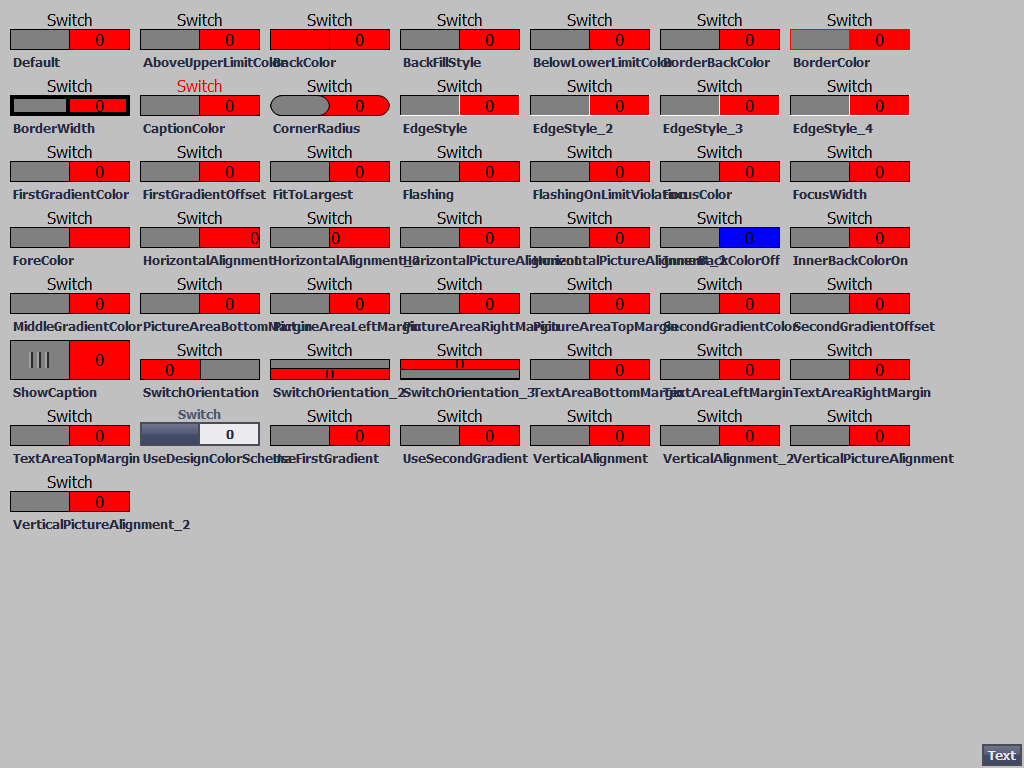 Switch Switch Switch Switch Switch Switch Switch
0 0 0 0 0 0 0
Default AboveUpperLimitColor BackColor BackFillStyle BelowLowerLimitColor BorderBackColor BorderColor
Switch Switch Switch Switch Switch Switch Switch
0 0 0 0 0 0 0
BorderWidth CaptionColor CornerRadius EdgeStyle EdgeStyle_2 EdgeStyle_3 EdgeStyle_4
Switch Switch Switch Switch Switch Switch Switch
0 0 0 0 0 0 0
FirstGradientColor FirstGradientOffset FitToLargest Flashing FlashingOnLimitViolation FocusColor FocusWidth
Switch Switch Switch Switch Switch Switch Switch
0 0 0 0 0 0
ForeColor HorizontalAlignment HorizontalAlignment_2 HorizontalPictureAlignment HorizontalPictureAlignment_2 InnerBackColorOff InnerBackColorOn
Switch Switch Switch Switch Switch Switch Switch
0 0 0 0 0 0 0
MiddleGradientColor PictureAreaBottomMargin PictureAreaLeftMargin PictureAreaRightMargin PictureAreaTopMargin SecondGradientColor SecondGradientOffset
Switch Switch Switch Switch Switch Switch
0 0 0 0 0 0 0
ShowCaption SwitchOrientation SwitchOrientation_2 SwitchOrientation_3 TextAreaBottomMargin TextAreaLeftMargin TextAreaRightMargin
Switch Switch Switch Switch Switch Switch Switch
0 0 0 0 0 0 0
TextAreaTopMargin UseDesignColorSchema UseFirstGradient UseSecondGradient VerticalAlignment VerticalAlignment_2 VerticalPictureAlignment
Switch
0
VerticalPictureAlignment_2
Text